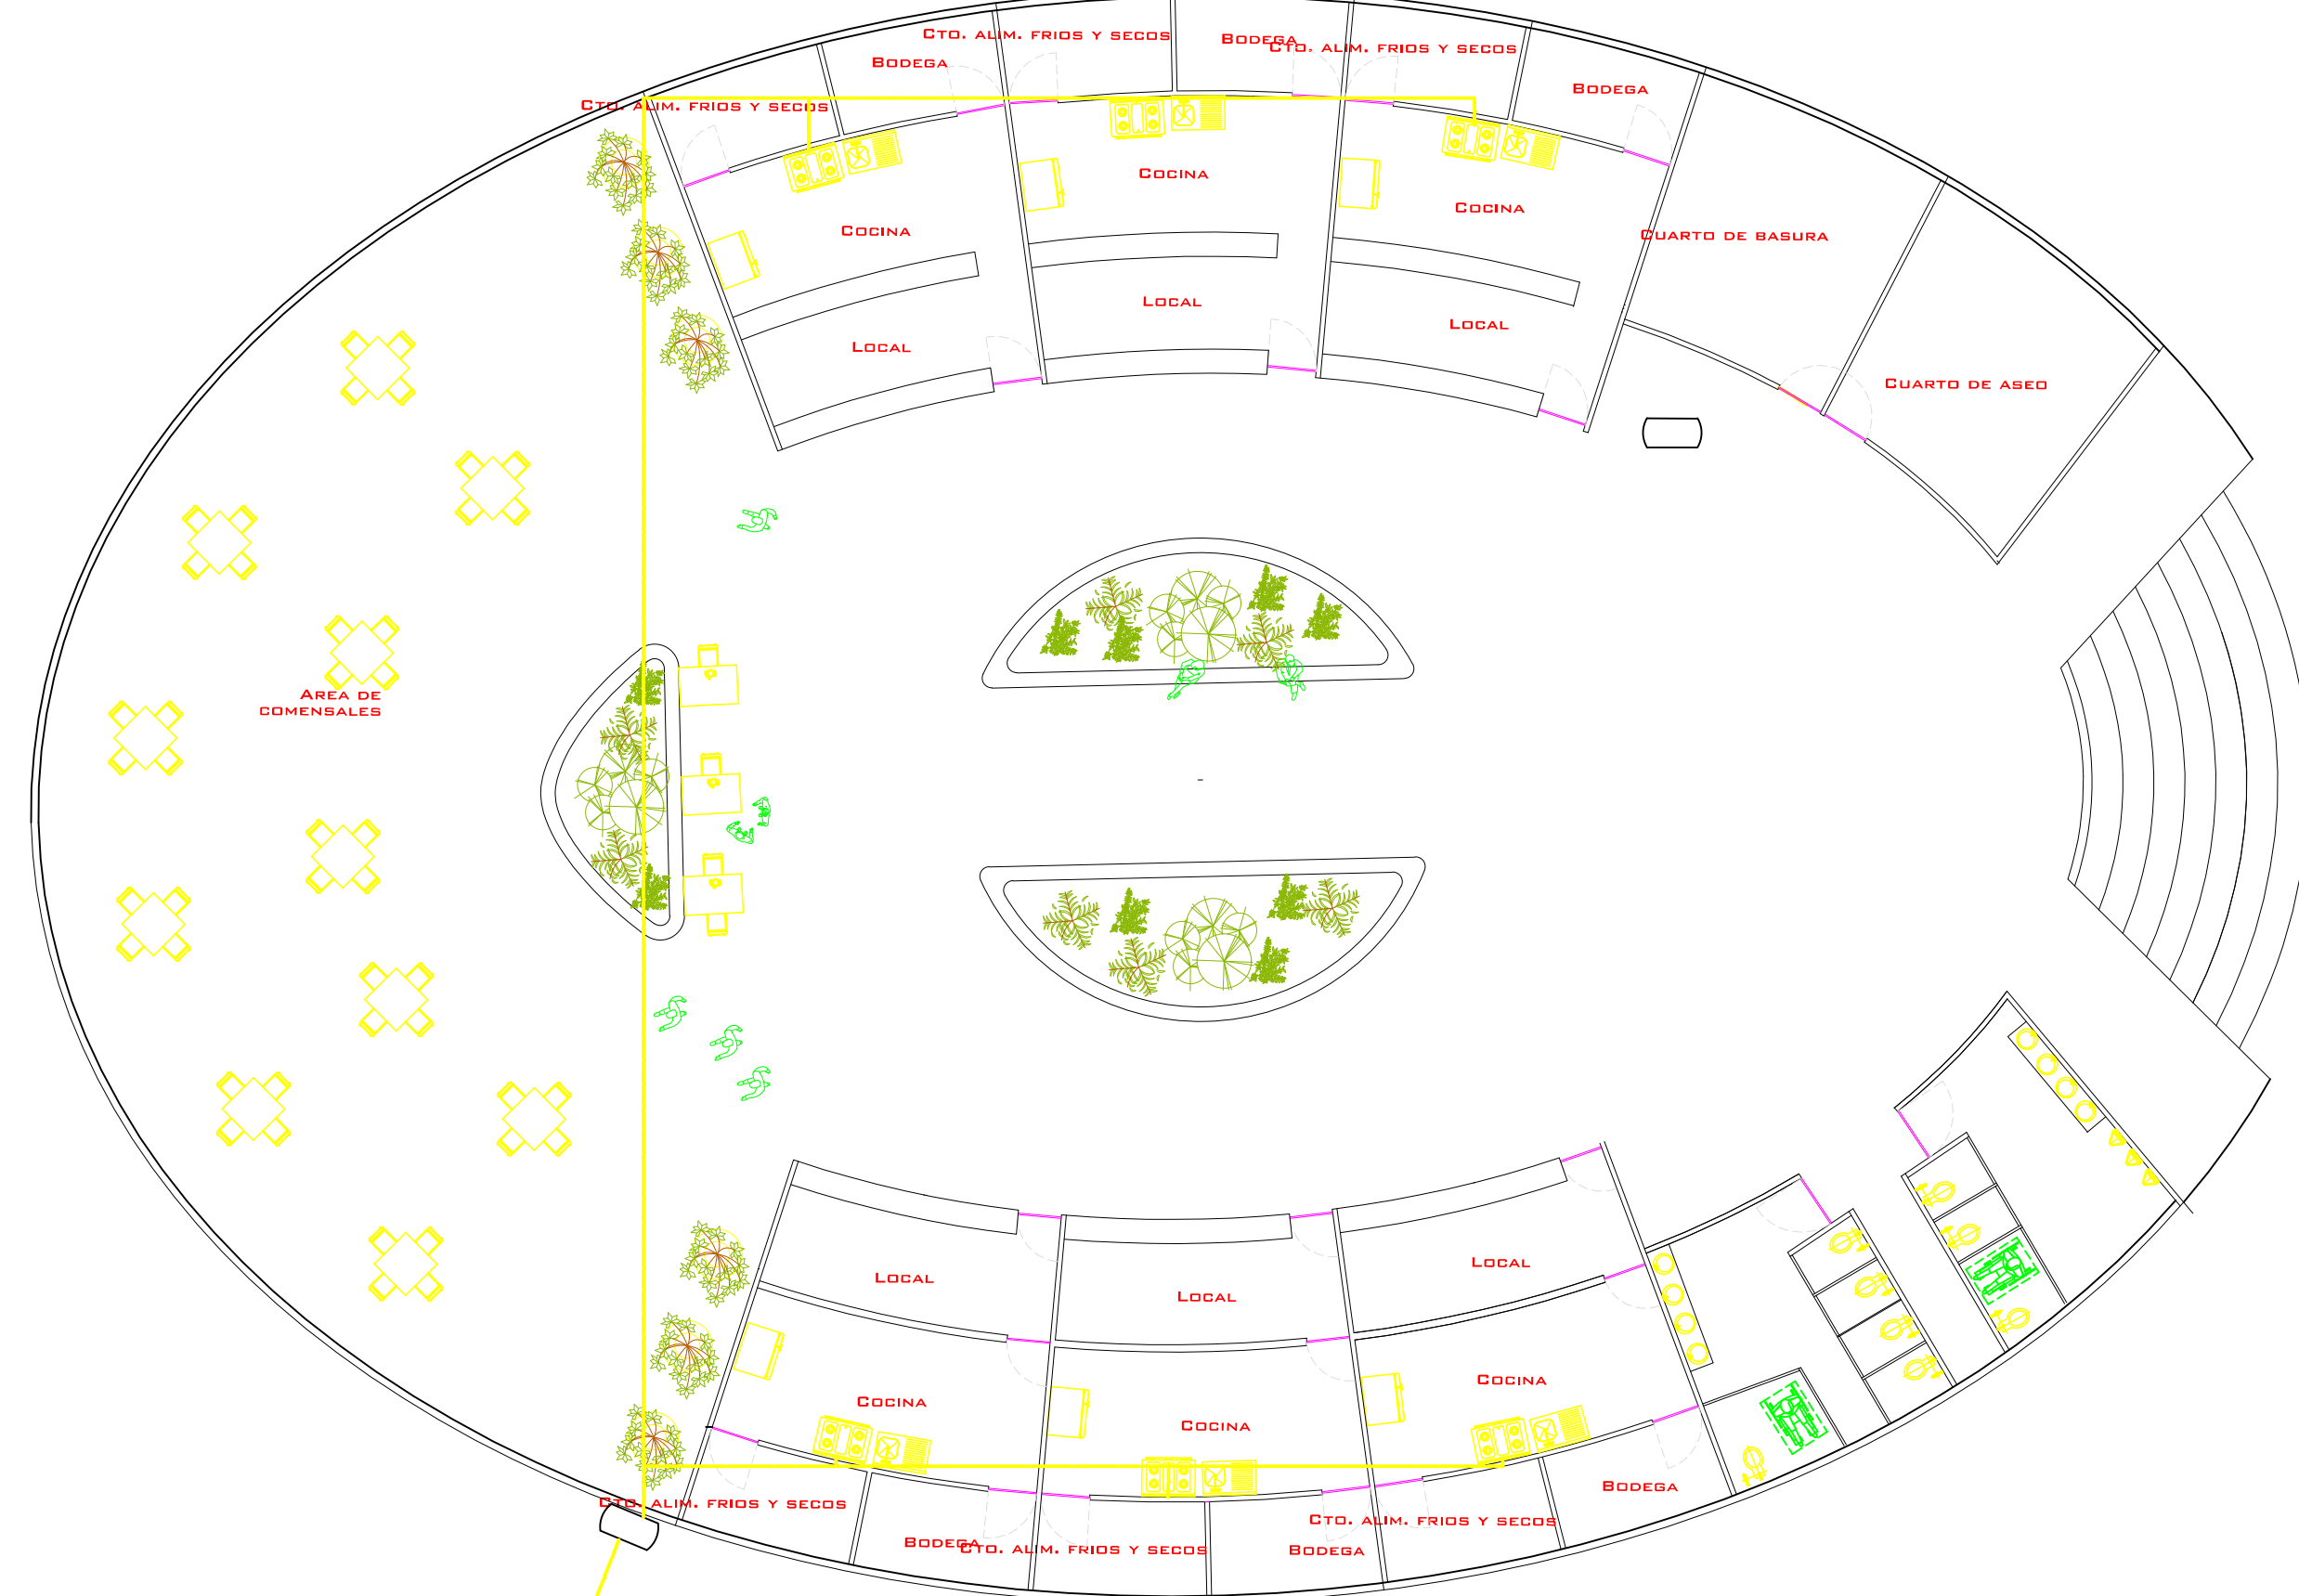 Cto. alim. frios y secos
Bodega
Cto. alim. frios y secos
Bodega
Cto. alim. frios y secos
Bodega
Cocina
Cocina
Cocina
Cuarto de basura
Local
Local
Local
Cuarto de aseo
Area de
comensales
Local
Local
Local
Cocina
Cocina
Cocina
Cto. alim. frios y secos
Bodega
Cto. alim. frios y secos
Bodega
Cto. alim. frios y secos
Bodega